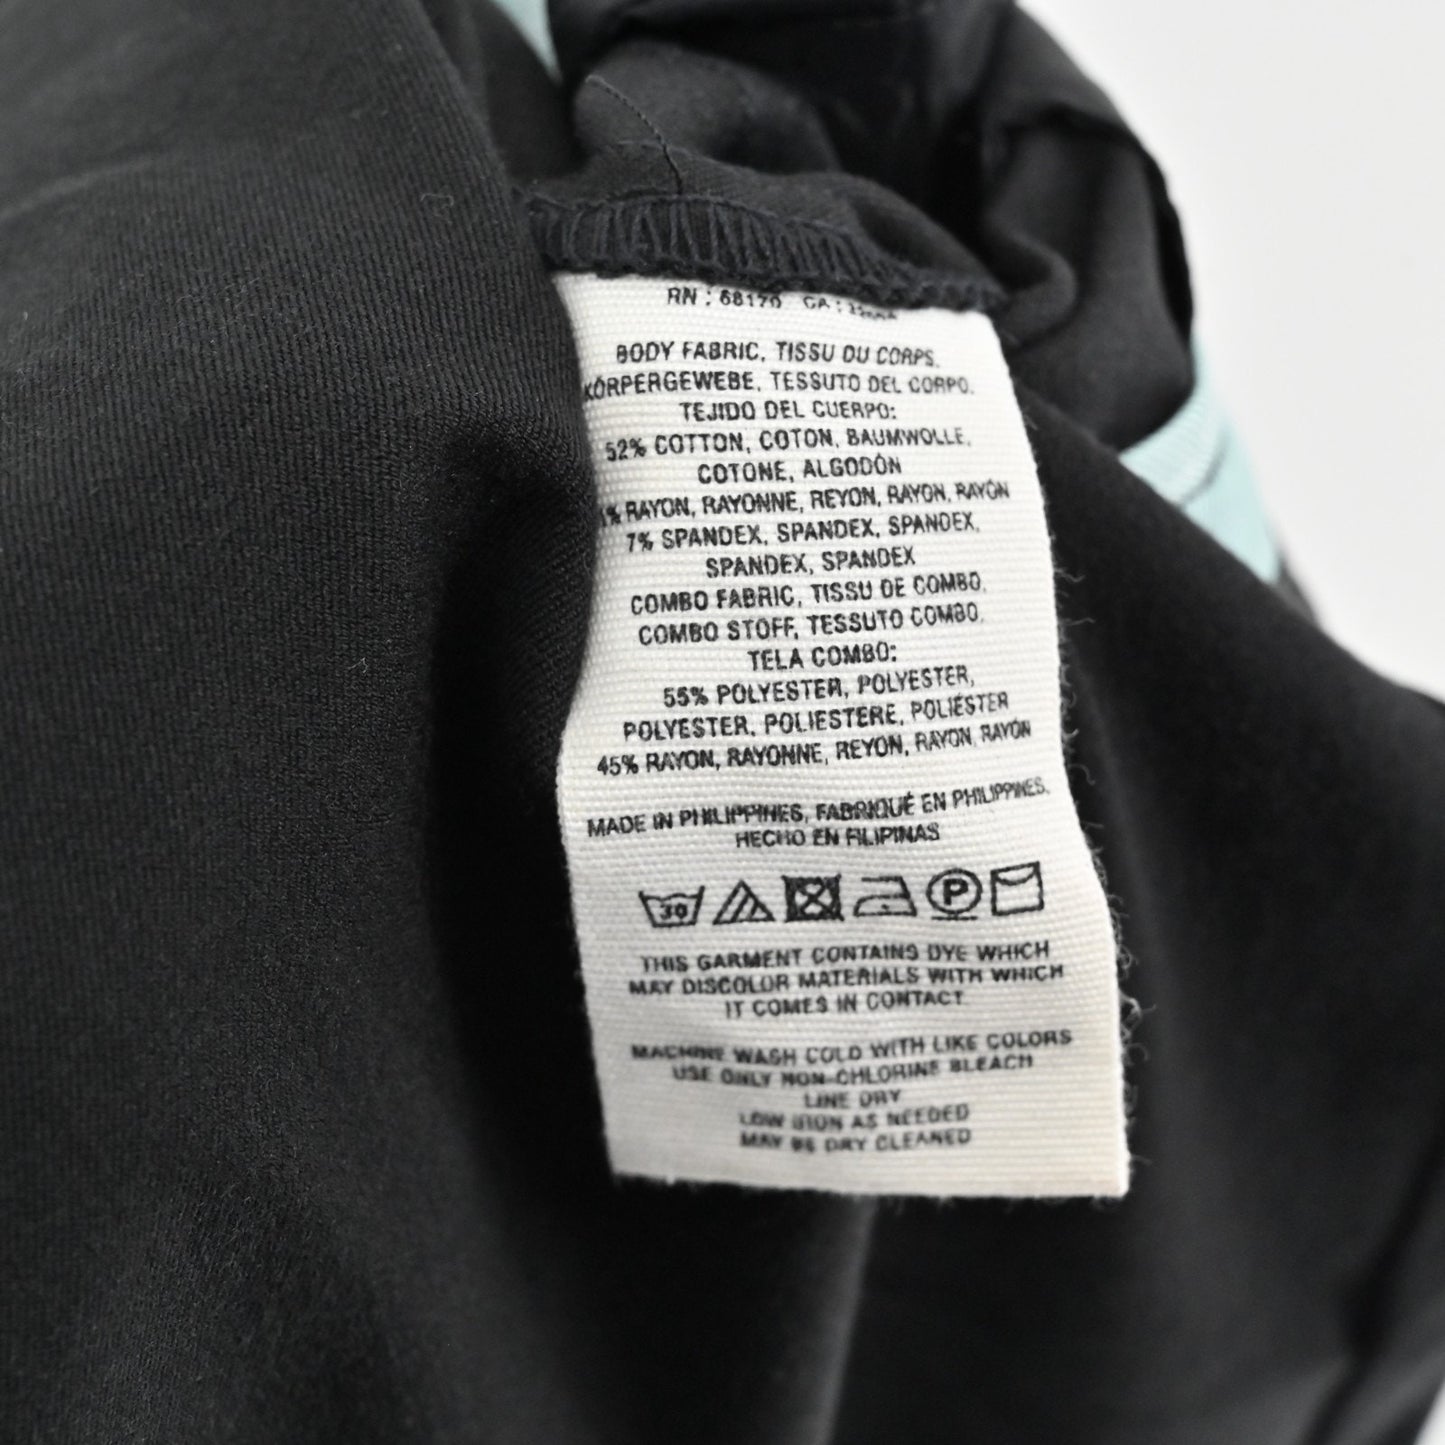 RN : 68170 CA :
BODY FABRIC, TISSU DU CORPS,
KÖRPERGEWEBE, TESSUTO DEL CORPO,
TEJIDO DEL CUERPO:
52% COTTON, COTON, BAUMWOLLE,
COTONE, ALGODÓN
RAYON, RAYONNE, REYON, RAYON, RAYÓN
7% SPANDEX, SPANDEX, SPANDEX,
SPANDEX, SPANDEX
COMBO FABRIC, TISSU DE COMBO,
COMBO STOFF, TESSUTO COMBO,
TELA COMBO:
55% POLYESTER, POLYESTER,
POLYESTER, POLIESTERE, POLIÉSTER
45% RAYON, RAYONNE, REYON, RAYON, RAYÓN
MADE IN PHILIPPINES, FABRIQUÉ EN PHILIPPINES,
HECHO EN FILIPINAS
30 P
THIS GARMENT CONTAINS DYE WHICH
MAY DISCOLOR MATERIALS WITH WHICH
IT COMES IN CONTACT
MACHINE WASH COLD WITH LIKE COLORS
USE ONLY NON-CHLORINE BLEACH
LINE DRY
LOW IRON AS NEEDED
MAY BE DRY CLEANED